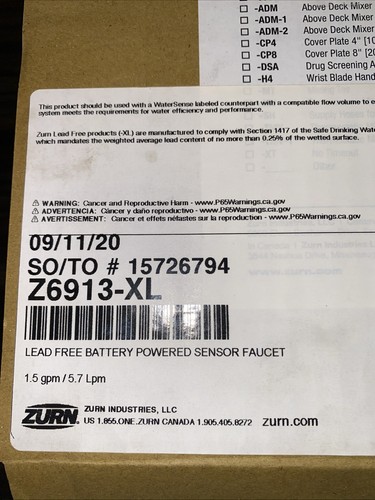 -ADM Above Deck Mixer
-ADM-1 Above Deck Mixer
-ADM-2 Above Deck Mixer
-CP4 Cover Plate 4" [10
-CP8 Cover Plate 8" [20
-DSA Drug Screening A
-H4 Wrist Blade Hand
This product should be used with a WaterSense labeled counterpart with a compatible flow volume to e
system meets the requirements for water efficiency and performance.
Zurn Lead Free products (-XL) are manufactured to comply with Section 1417 of the Safe Drinking Wate
which mandates the weighted average lead content of no more than 0.25% of the wetted surface.
⚠ WARNING: Cancer and Reproductive Harm - www.P65Warnings.ca.gov
⚠ ADVERTENCIA: Cáncer y daño reproductivo - www.P65Warnings.ca.gov
⚠ AVERTISSEMENT: Cancer et effets néfastes sur la reproduction - www.P65Warnings.ca.gov
09/11/20
SO/TO # 15726794
Z6913-XL
LEAD FREE BATTERY POWERED SENSOR FAUCET
1.5 gpm / 5.7 Lpm
ZURN ZURN INDUSTRIES, LLC
US 1.855.ONE.ZURN CANADA 1.905.405.8272 zurn.com